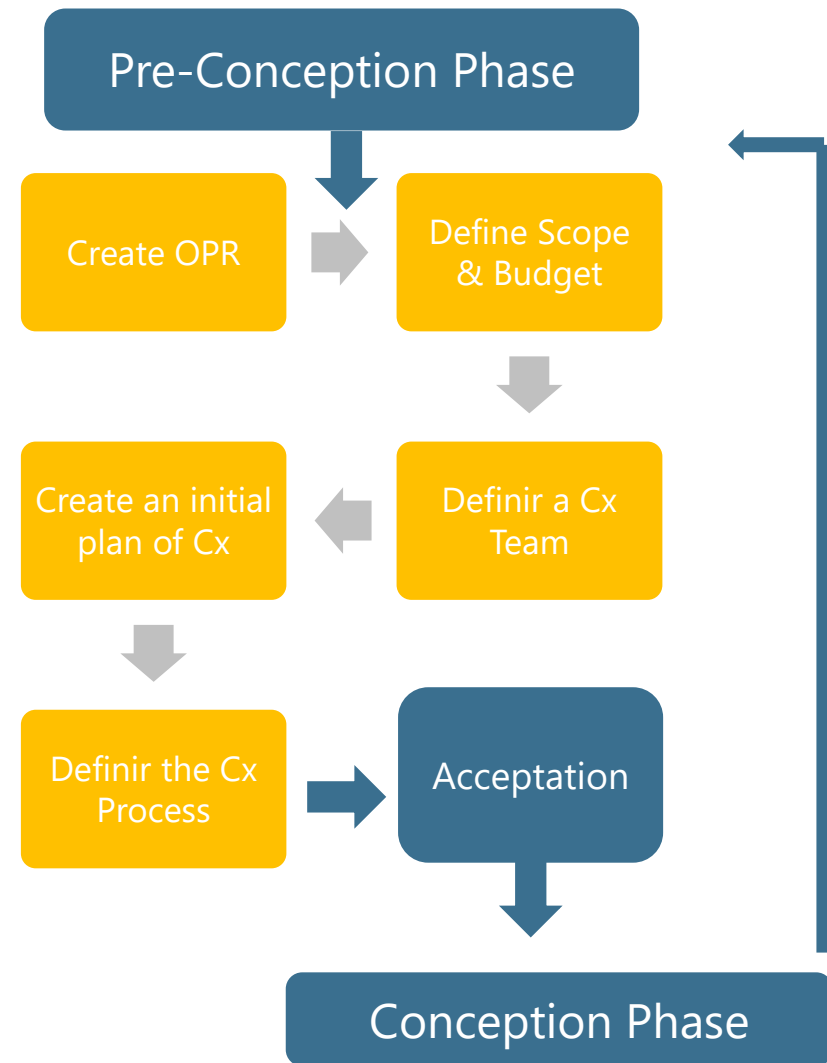 Pre-Conception Phase
Create OPR
Define Scope
& Budget
Create an initial
plan of Cx
Definir a Cx
Team
Definir the Cx
Process
Acceptation
Conception Phase